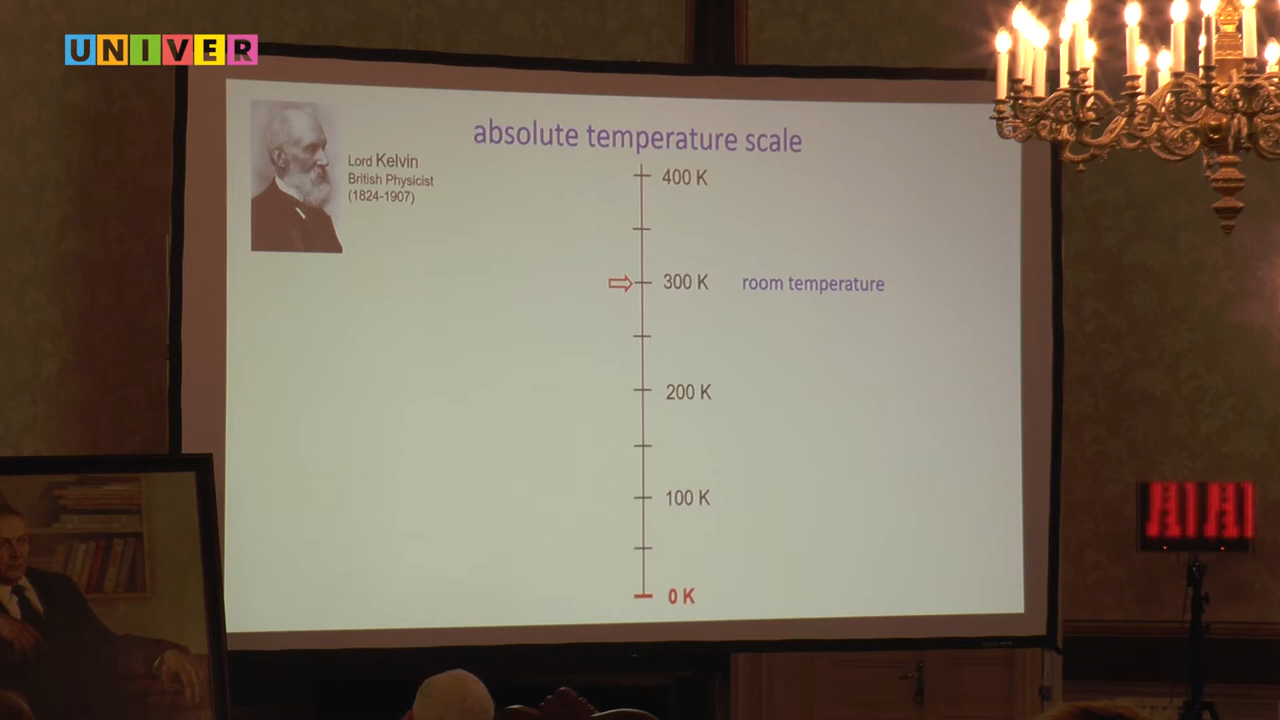 UNIVER
absolute temperature scale
Lord Kelvin
British Physicist
(1824-1907)
400 K
300 K
room temperature
200 K
100 K
0 K